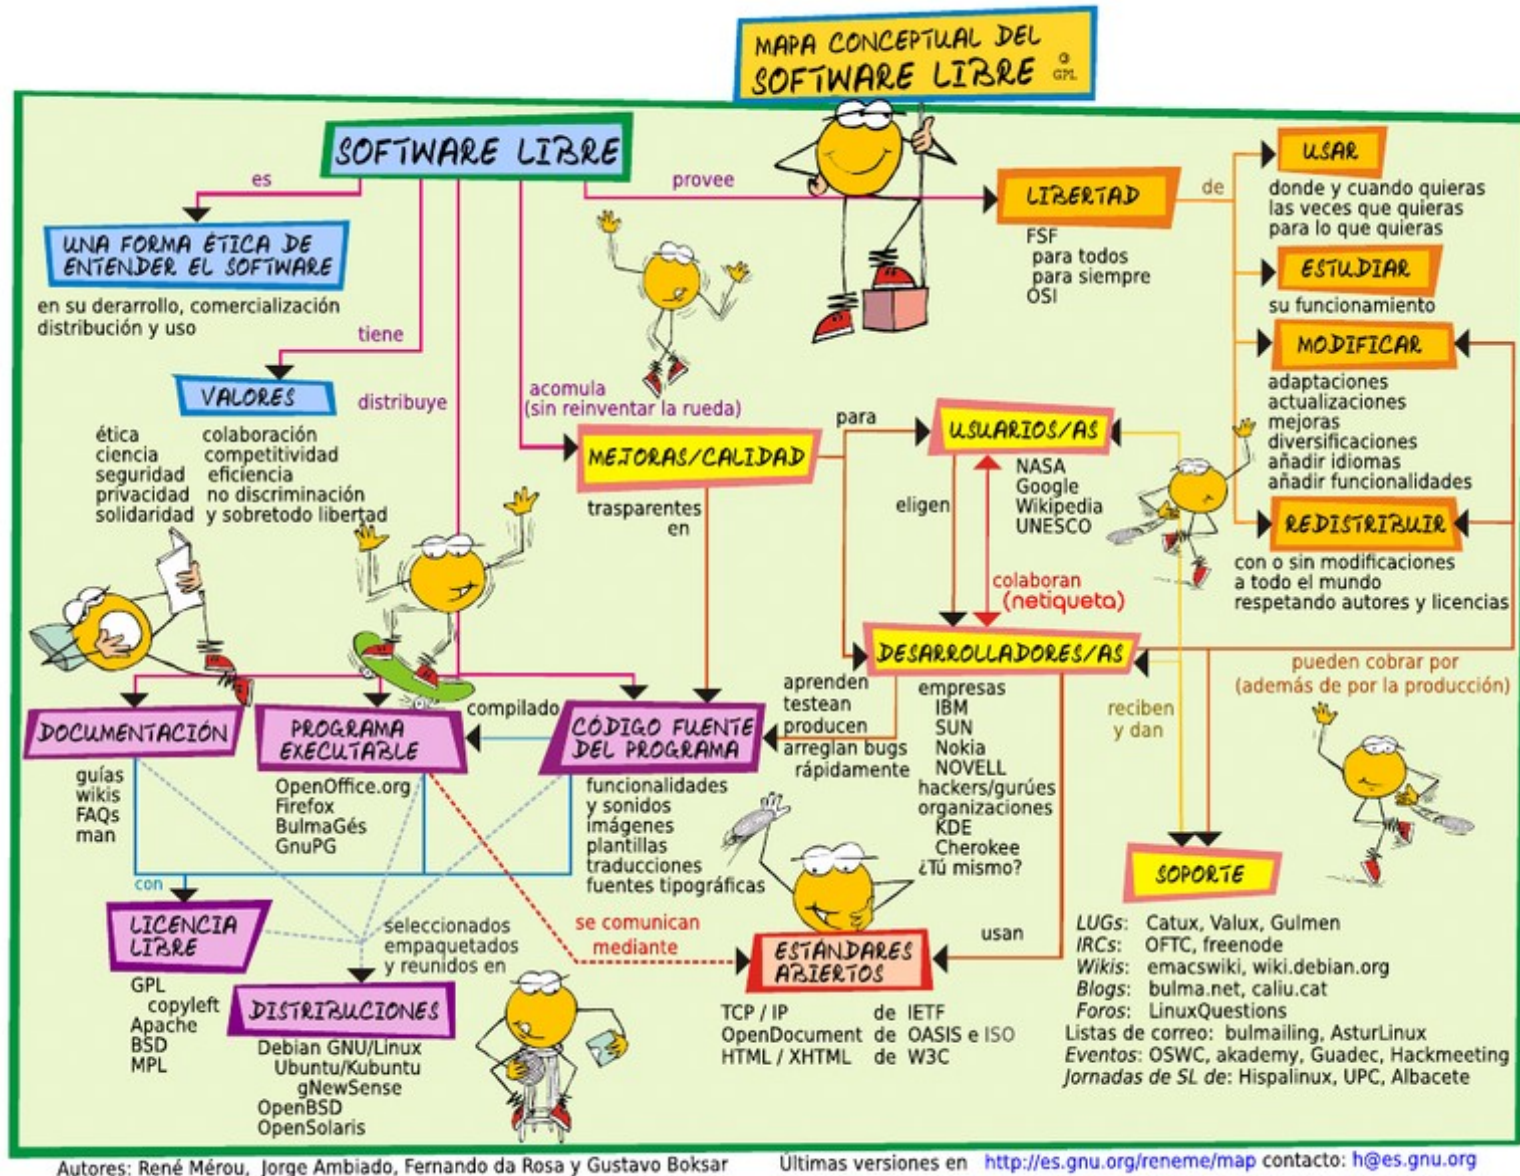 MAPA CONCEPTUAL DEL
SOFTWARE LIBRE
GPL
SOFTWARE LIBRE
es
UNA FORMA ÉTICA DE
ENTENDER EL SOFTWARE
en su derarrollo, comercialización
distribución y uso
tiene
VALORES
ética colaboración
ciencia competitividad
seguridad eficiencia
privacidad no discriminación
solidaridad y sobretodo libertad
distribuye
acomula
(sin reinventar la rueda)
MEJORAS/CALIDAD
trasparentes
en
para
provee
LIBERTAD
FSF
para todos
para siempre
OSI
de
USAR
donde y cuando quieras
las veces que quieras
para lo que quieras
ESTUDIAR
su funcionamiento
MODIFICAR
adaptaciones
actualizaciones
mejoras
diversificaciones
añadir idiomas
añadir funcionalidades
REDISTRIBUIR
con o sin modificaciones
a todo el mundo
respetando autores y licencias
USUARIOS/AS
NASA
Google
Wikipedia
UNESCO
eligen
colaboran
(netiqueta)
DESARROLLADORES/AS
empresas
IBM
SUN
Nokia
NOVELL
hackers/gurúes
organizaciones
KDE
Cherokee
¿Tú mismo?
aprenden
testean
producen
arreglan bugs
rápidamente
pueden cobrar por
(además de por la producción)
reciben
y dan
DOCUMENTACIÓN
guías
wikis
FAQs
man
PROGRAMA
EXECUTABLE
OpenOffice.org
Firefox
BulmaGés
GnuPG
compilado
CÓDIGO FUENTE
DEL PROGRAMA
funcionalidades
y sonidos
imágenes
plantillas
traducciones
fuentes tipográficas
con
LICENCIA
LIBRE
GPL
copyleft
Apache
BSD
MPL
seleccionados
empaquetados
y reunidos en
DISTRIBUCIONES
Debian GNU/Linux
Ubuntu/Kubuntu
gNewSense
OpenBSD
OpenSolaris
se comunican
mediante
usan
ESTÁNDARES
ABIERTOS
TCP / IP de IETF
OpenDocument de OASIS e ISO
HTML / XHTML de W3C
SOPORTE
LUGs: Catux, Valux, Gulmen
IRCs: OFTC, freenode
Wikis: emacswiki, wiki.debian.org
Blogs: bulma.net, caliu.cat
Foros: LinuxQuestions
Listas de correo: bulmailing, AsturLinux
Eventos: OSWC, akademy, Guadec, Hackmeeting
Jornadas de SL de: Hispalinux, UPC, Albacete
Autores: René Mérou, Jorge Ambiado, Fernando da Rosa y Gustavo Boksar
Últimas versiones en http://es.gnu.org/reneme/map contacto: h@es.gnu.org